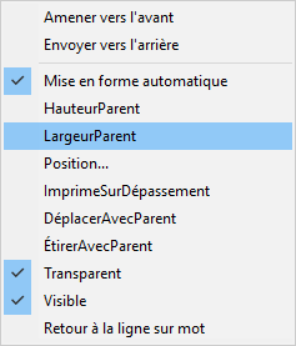 Amener vers l'avant
Envoyer vers l'arrière
Mise en forme automatique
HauteurParent
LargeurParent
Position...
ImprimeSurDépassement
DéplacerAvecParent
ÉtirerAvecParent
Transparent
Visible
Retour à la ligne sur mot